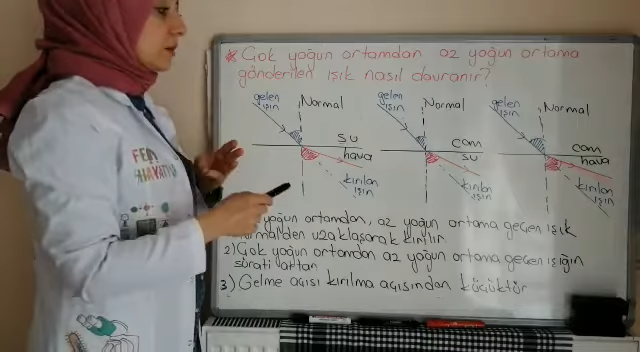 * Çok yoğun ortamdan az yoğun ortama
gönderilen ışık nasıl davranır?
gelen ışın
Normal
su
hava
kırılan ışın
gelen ışın
Normal
cam
su
kırılan ışın
gelen ışın
Normal
cam
hava
kırılan ışın
yoğun ortamdan, az yoğun ortama geçen ışık
uzaklaşarak kırılır
2) Çok yoğun ortamdan az yoğun ortama geçen ışığın
sürati artar
3) Gelme açısı kırılma açısından küçüktür
FEN
HAYATTIR